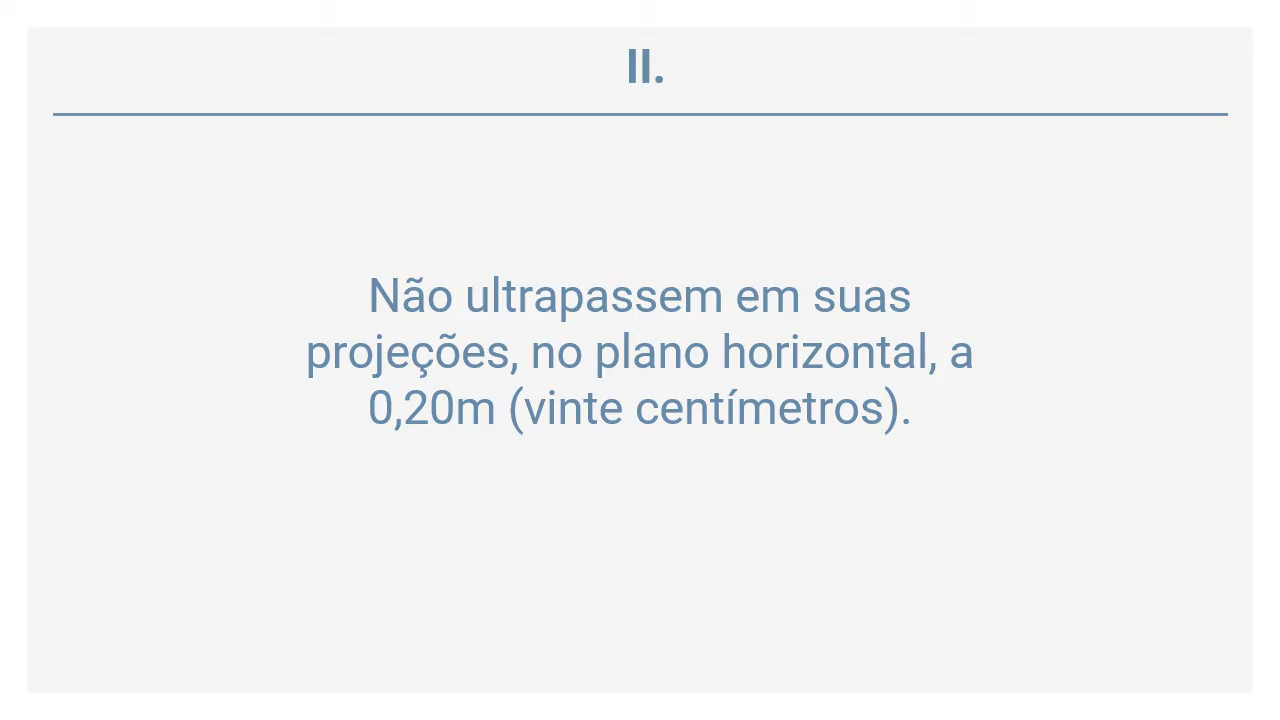 II.
Não ultrapassem em suas
projeções, no plano horizontal, a
0,20m (vinte centímetros).